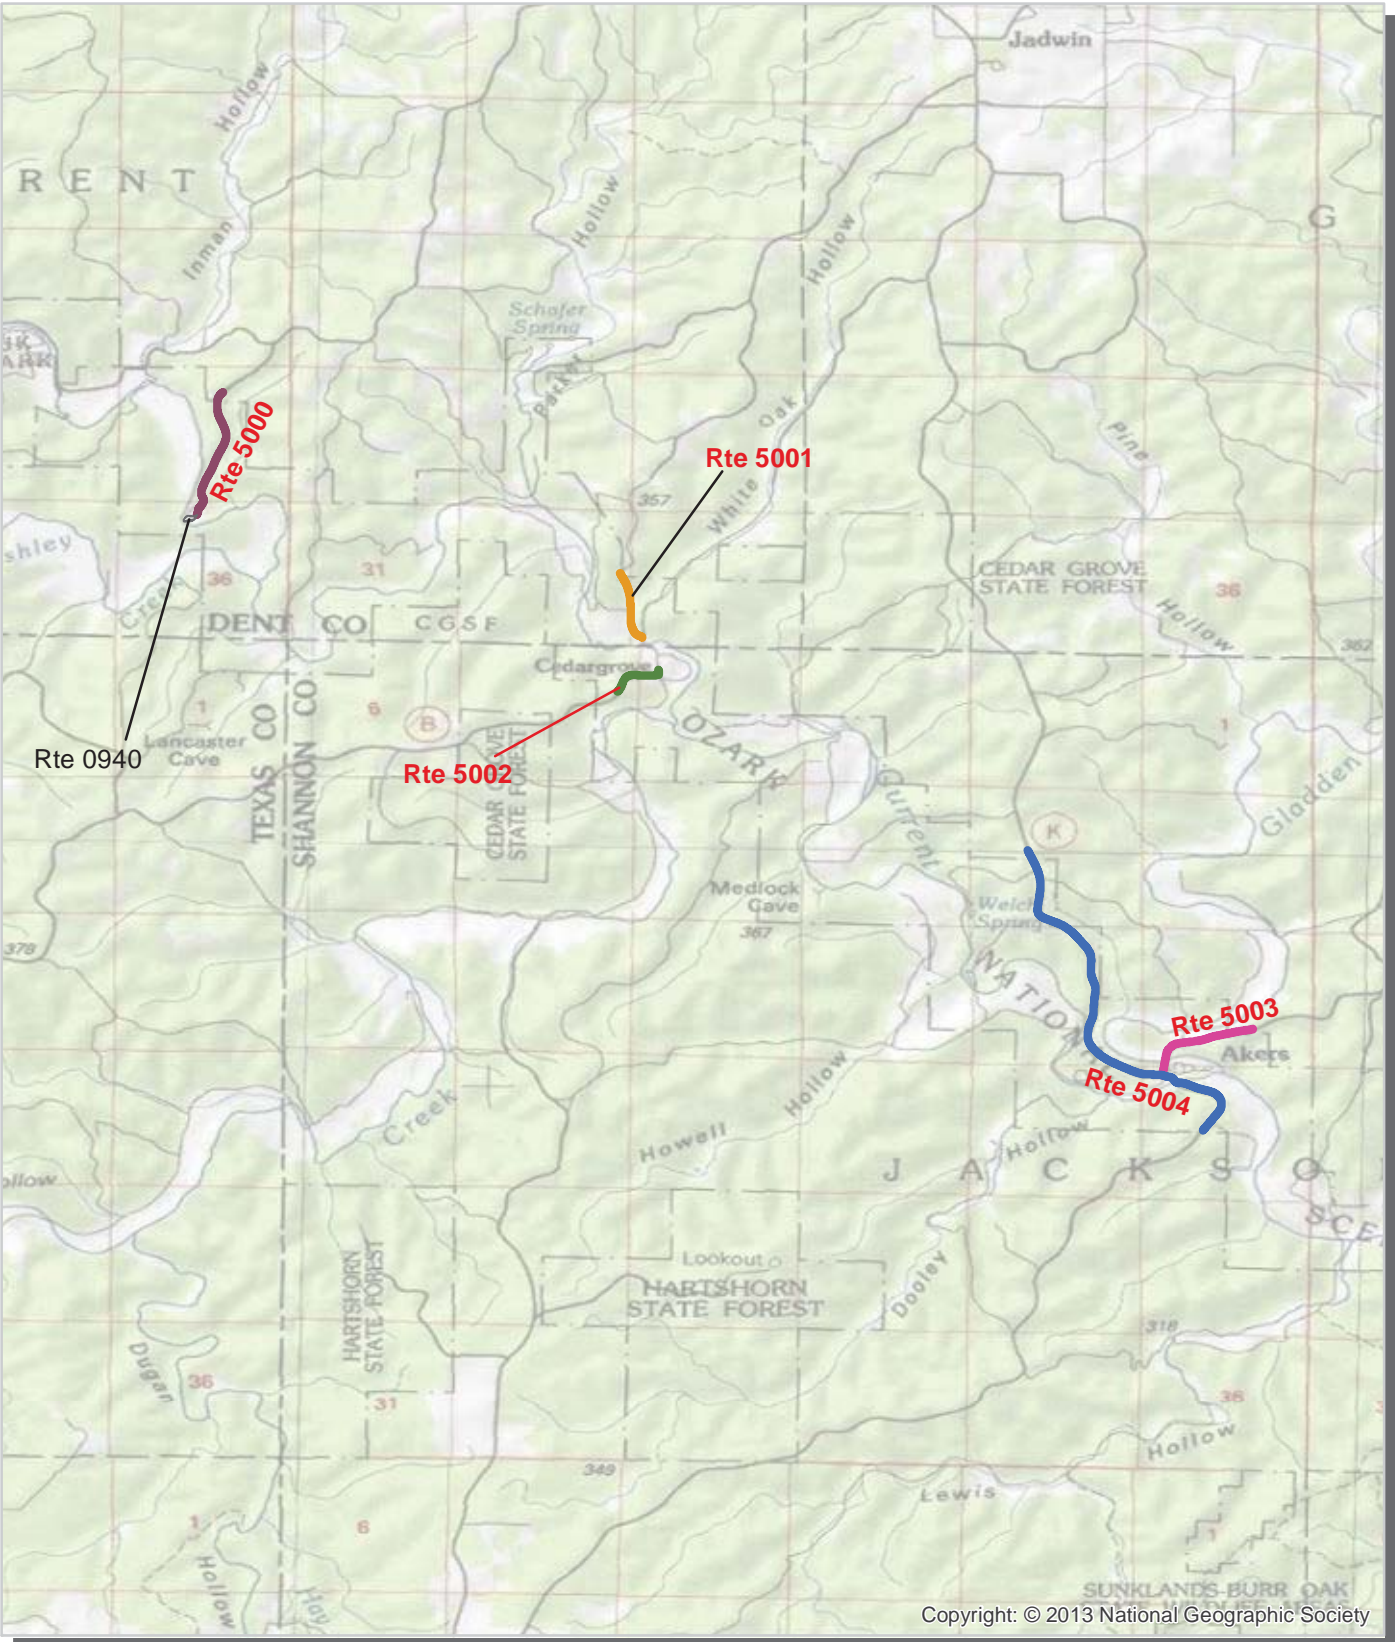 Jadwin
Hollow
R E N T
Hollow
G
Hollow
Inman
Schafer
Spring
ARK
Parker
Oak
Rte 5000
Pine
Rte 5001
357
White
shley
CEDAR GROVE
STATE FOREST
36
31
36
Creek
Hollow
DENT CO
C G S F
362
Cedargrove
1
6
B
OZARK
1
Lancaster
Cave
Rte 0940
Rte 5002
TEXAS CO
SHANNON CO
CEDAR GROVE
STATE FOREST
Current
Gladden
K
Medlock
Cave
367
Welch
Spring
378
NATION
Rte 5003
Akers
Rte 5004
Hollow
Creek
Howell
Hollow
J A C K S O
ollow
SCE
Lookout
HARTSHORN
STATE FOREST
HARTSHORN
STATE FOREST
Dooley
318
Dugan
36
31
36
Hollow
349
Lewis
1
6
1
Hollow
Hay
SUNKLANDS-BURR OAK
Copyright: © 2013 National Geographic Society